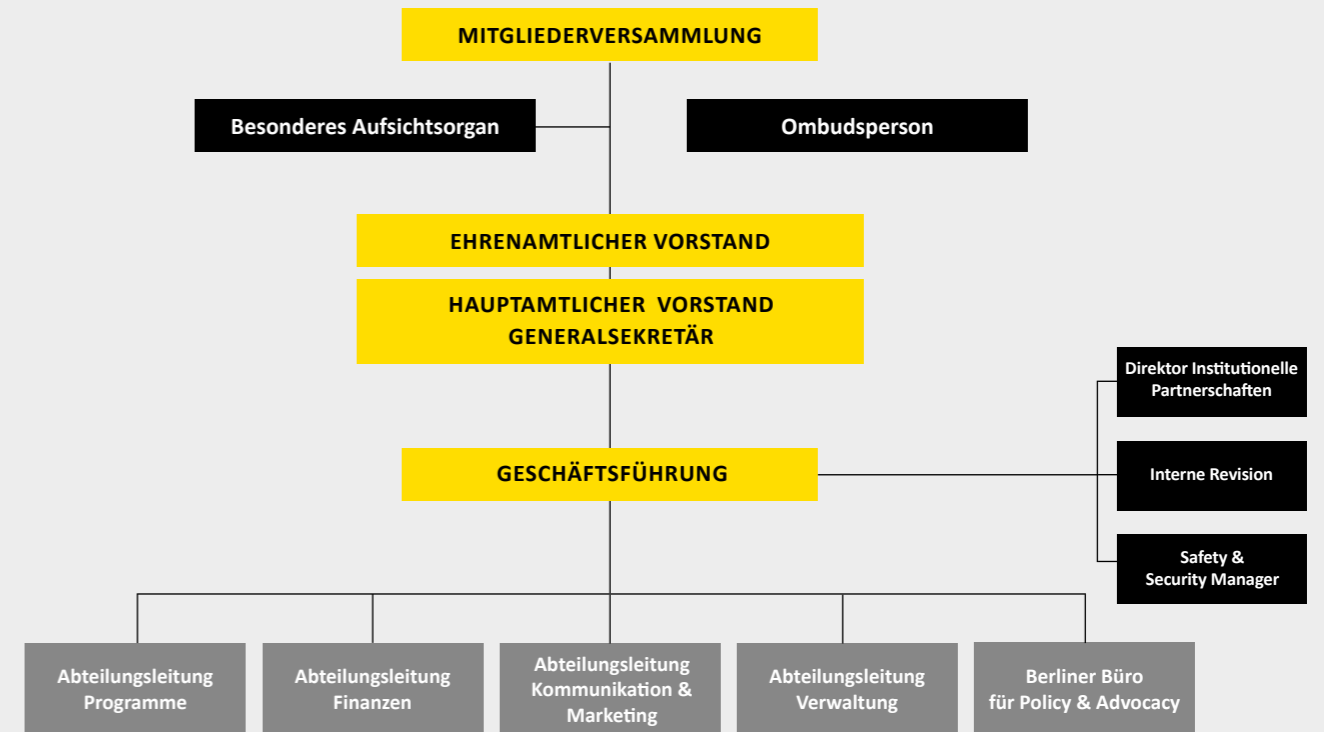 MITGLIEDERVERSAMMLUNG
Besonderes Aufsichtsorgan
Ombudsperson
EHRENAMTLICHER VORSTAND
HAUPTAMTLICHER VORSTAND
GENERALSEKRETÄR
Direktor Institutionelle
Partnerschaften
GESCHÄFTSFÜHRUNG
Interne Revision
Safety &
Security Manager
Abteilungsleitung
Programme
Abteilungsleitung
Finanzen
Abteilungsleitung
Kommunikation &
Marketing
Abteilungsleitung
Verwaltung
Berliner Büro
für Policy & Advocacy